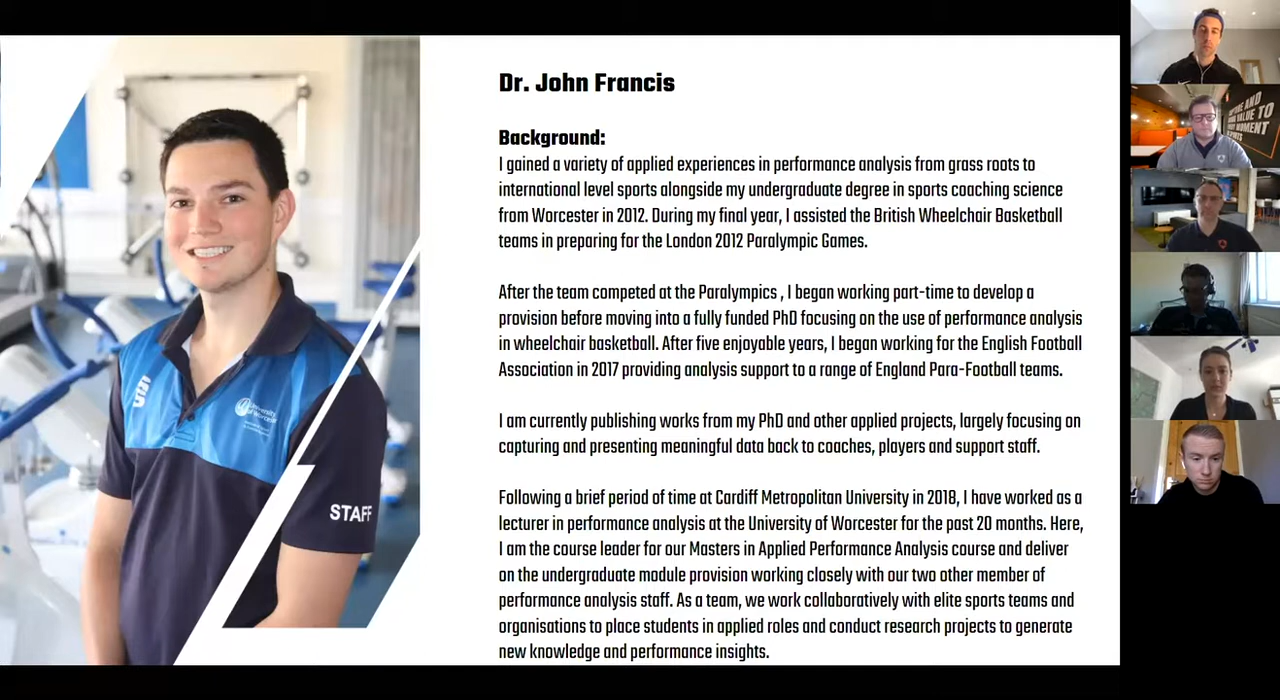 Dr. John Francis
Background:
I gained a variety of applied experiences in performance analysis from grass roots to
international level sports alongside my undergraduate degree in sports coaching science
from Worcester in 2012. During my final year, I assisted the British Wheelchair Basketball
teams in preparing for the London 2012 Paralympic Games.
After the team competed at the Paralympics , I began working part-time to develop a
provision before moving into a fully funded PhD focusing on the use of performance analysis
in wheelchair basketball. After five enjoyable years, I began working for the English Football
Association in 2017 providing analysis support to a range of England Para-Football teams.
I am currently publishing works from my PhD and other applied projects, largely focusing on
capturing and presenting meaningful data back to coaches, players and support staff.
Following a brief period of time at Cardiff Metropolitan University in 2018, I have worked as a
lecturer in performance analysis at the University of Worcester for the past 20 months. Here,
I am the course leader for our Masters in Applied Performance Analysis course and deliver
on the undergraduate module provision working closely with our two other member of
performance analysis staff. As a team, we work collaboratively with elite sports teams and
organisations to place students in applied roles and conduct research projects to generate
new knowledge and performance insights.
University
of Worcester
STAFF
AND
VALUE TO
MOMENT